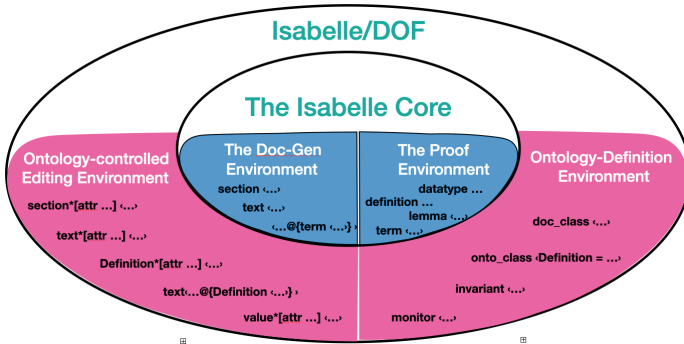 Isabelle/DOF
The Isabelle Core
Ontology-controlled
Editing Environment
section*[attr …] ‹…›
text*[attr …] ‹…›
Definition*[attr …] ‹…›
text‹…@{Definition ‹…›} ›
value*[attr …] ‹…›
The Doc-Gen
Environment
section ‹…›
text ‹…›
‹…@{term ‹…›} ›
The Proof
Environment
datatype …
definition …
lemma ‹…›
term ‹…›
Ontology-Definition
Environment
doc_class ‹…›
onto_class ‹Definition = …›
invariant ‹…›
monitor ‹…›